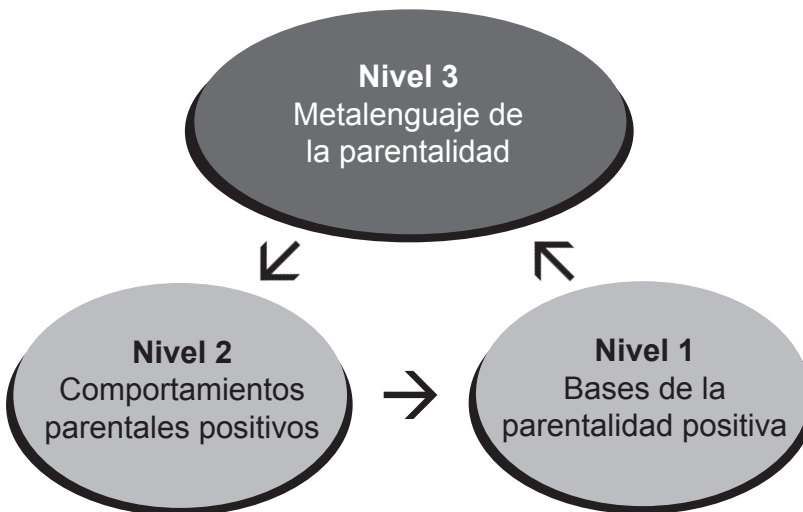 Nivel 3
Metalenguaje de
la parentalidad
Nivel 2
Comportamientos
parentales positivos
Nivel 1
Bases de la
parentalidad positiva